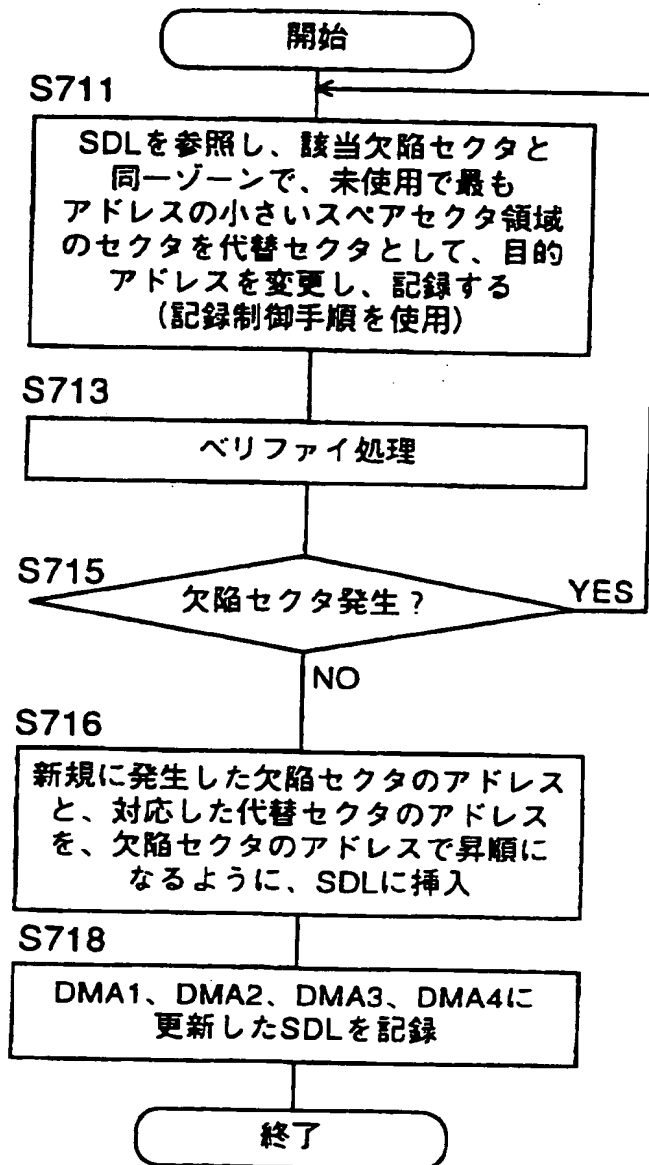 開始
S711
SDLを参照し、該当欠陥セクタと
同一ゾーンで、未使用で最も
アドレスの小さいスペアセクタ領域
のセクタを代替セクタとして、目的
アドレスを変更し、記録する
(記録制御手順を使用)
S713
ベリファイ処理
S715
欠陥セクタ発生?
YES
NO
S716
新規に発生した欠陥セクタのアドレス
と、対応した代替セクタのアドレス
を、欠陥セクタのアドレスで昇順に
なるように、SDLに挿入
S718
DMA1、DMA2、DMA3、DMA4に
更新したSDLを記録
終了